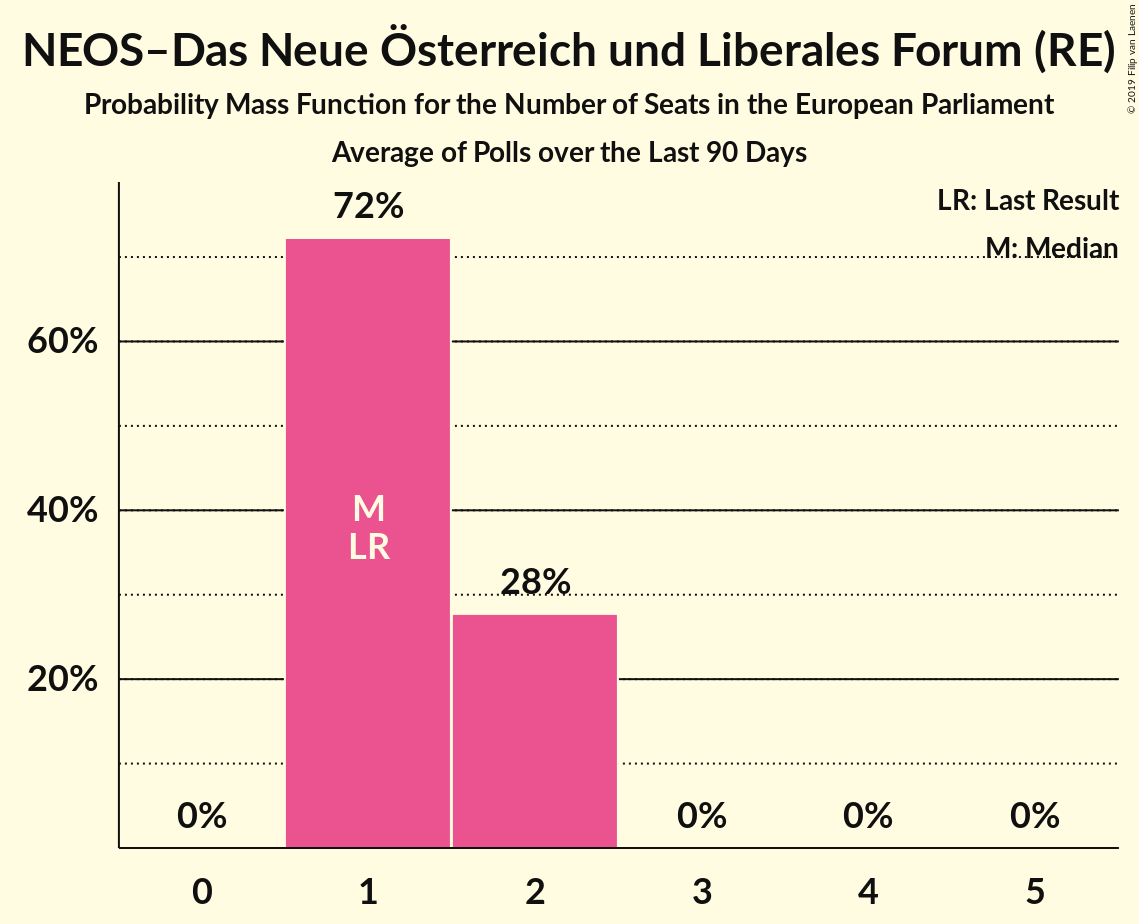 NEOS–Das Neue Österreich und Liberales Forum (RE)
Probability Mass Function for the Number of Seats in the European Parliament
Average of Polls over the Last 90 Days
© 2019 Filip van Laenen
LR: Last Result
M: Median
72%
60%
40%
20%
M
LR
28%
0%
0%
0%
0%
0 1 2 3 4 5